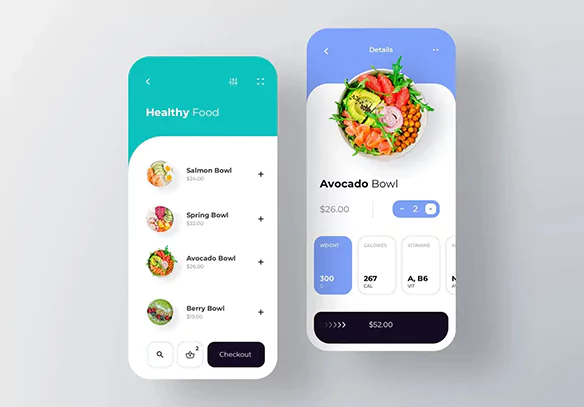 Healthy Food
Salmon Bowl
$24.00
+
Spring Bowl
$22.00
+
Avocado Bowl
$26.00
+
Berry Bowl
$19.00
+
2
Checkout
Details
Avocado Bowl
$26.00
− 2 +
WEIGHT
300
G
CALORIES
267
CAL
VITAMINS
A, B6
VIT
$52.00